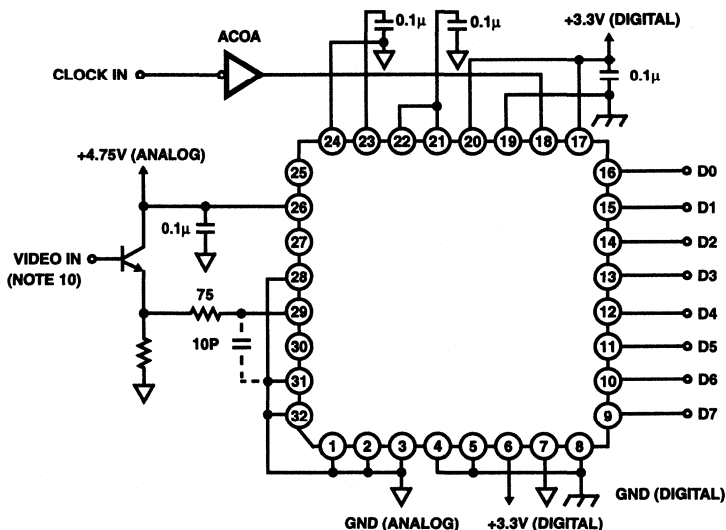 ACOA
0.1μ
0.1μ
+3.3V (DIGITAL)
CLOCK IN
0.1μ
24 23 22 21 20 19 18 17
+4.75V (ANALOG)
25
16 D0
26
15 D1
0.1μ
27
14 D2
VIDEO IN
(NOTE 10)
28
13 D3
75
29
12 D4
10P
30
11 D5
31
10 D6
32
9 D7
1 2 3 4 5 6 7 8
GND (DIGITAL)
GND (ANALOG)
+3.3V (DIGITAL)